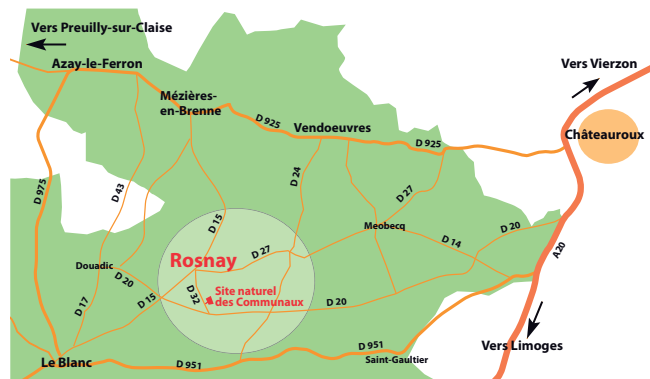 Vers Preuilly-sur-Claise
Azay-le-Ferron
Vers Vierzon
Mézières-
en-Brenne
D 925
Vendoeuvres
D 925
Châteauroux
D 975
D 43
D 24
D 27
D 15
Meobecq
D 20
D 14
A20
Rosnay
D 27
Douadic
D 20
D 15
D 32
Site naturel
des Communaux
D 20
D 17
Vers Limoges
Le Blanc
D 951
D 951
Saint-Gaultier